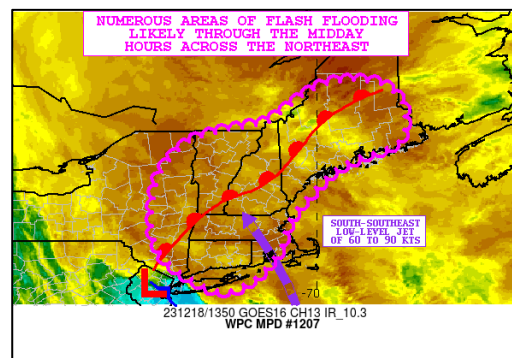 NUMEROUS AREAS OF FLASH FLOODING
LIKELY THROUGH THE MIDDAY
HOURS ACROSS THE NORTHEAST
SOUTH-SOUTHEAST
LOW-LEVEL JET
OF 60 TO 90 KTS
L
-70
231218/1350 GOES16 CH13 IR_10.3
WPC MPD #1207